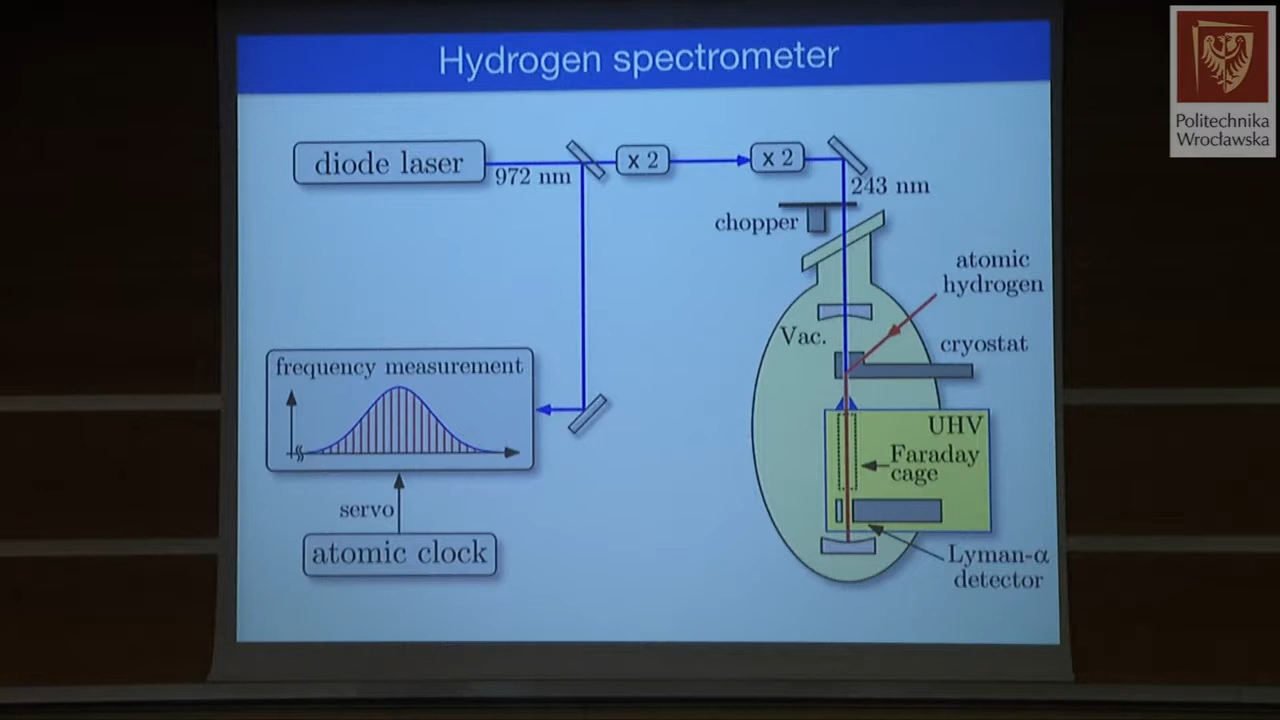 Hydrogen spectrometer
Politechnika
Wrocławska
diode laser
972 nm
x 2
x 2
243 nm
chopper
atomic
hydrogen
Vac.
cryostat
frequency measurement
UHV
Faraday
cage
servo
atomic clock
Lyman-α
detector